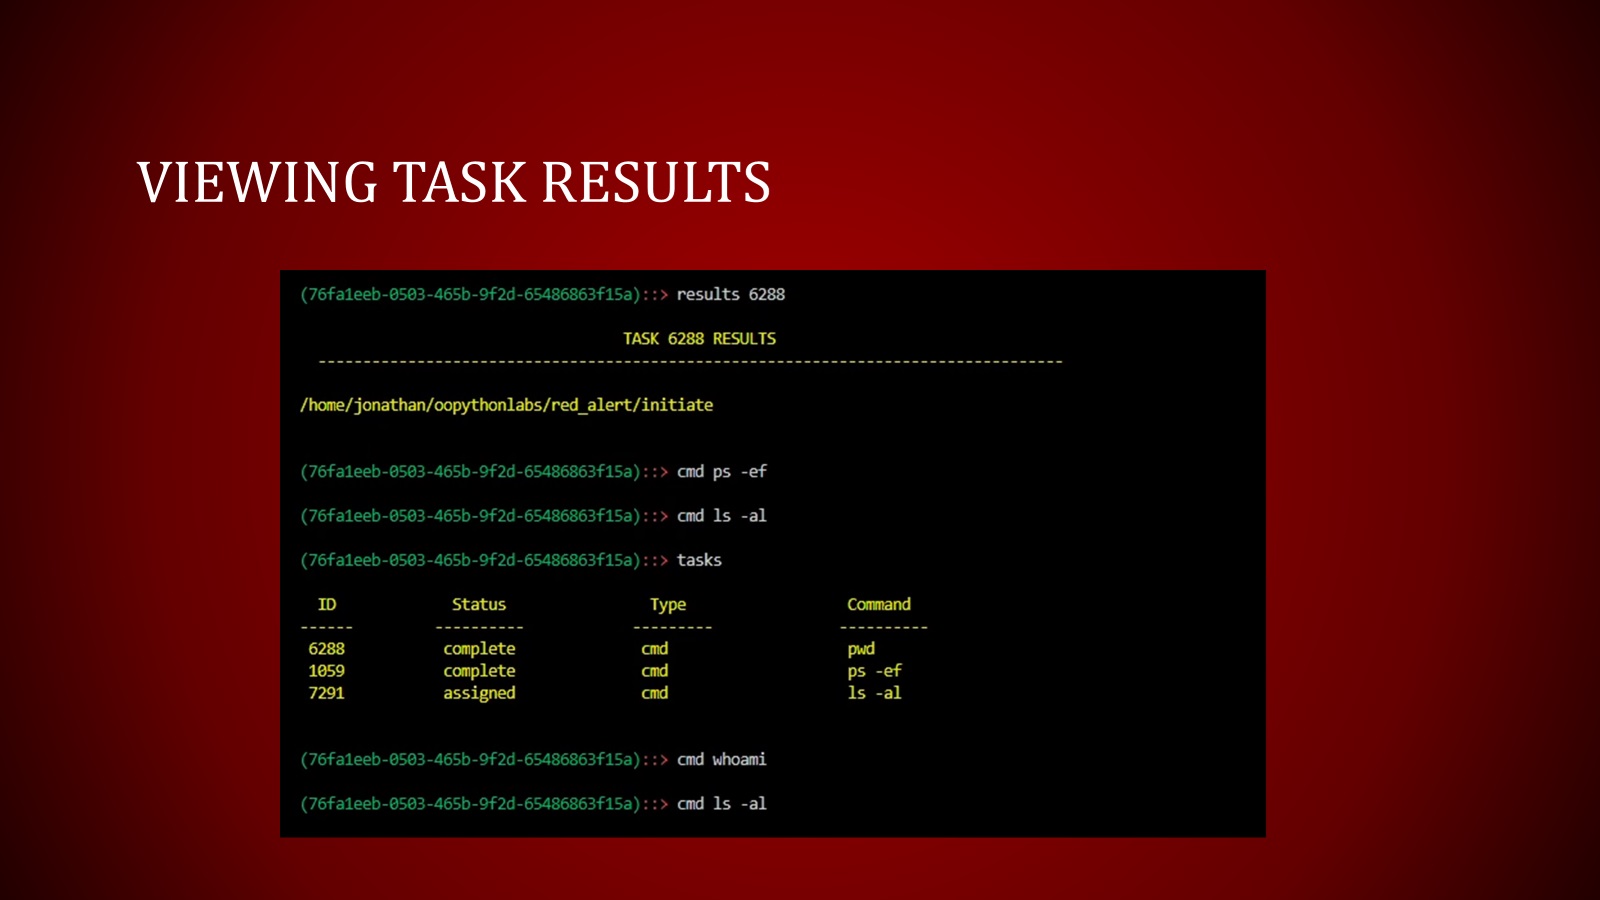 VIEWING TASK RESULTS
(76fa1eeb-0503-465b-9f2d-65486863f15a)::> results 6288
TASK 6288 RESULTS
-----------------------------------------------------------------------------------
/home/jonathan/oopythonlabs/red_alert/initiate
(76fa1eeb-0503-465b-9f2d-65486863f15a)::> cmd ps -ef
(76fa1eeb-0503-465b-9f2d-65486863f15a)::> cmd ls -al
(76fa1eeb-0503-465b-9f2d-65486863f15a)::> tasks
ID Status Type Command
------ ---------- --------- ----------
6288 complete cmd pwd
1059 complete cmd ps -ef
7291 assigned cmd ls -al
(76fa1eeb-0503-465b-9f2d-65486863f15a)::> cmd whoami
(76fa1eeb-0503-465b-9f2d-65486863f15a)::> cmd ls -al